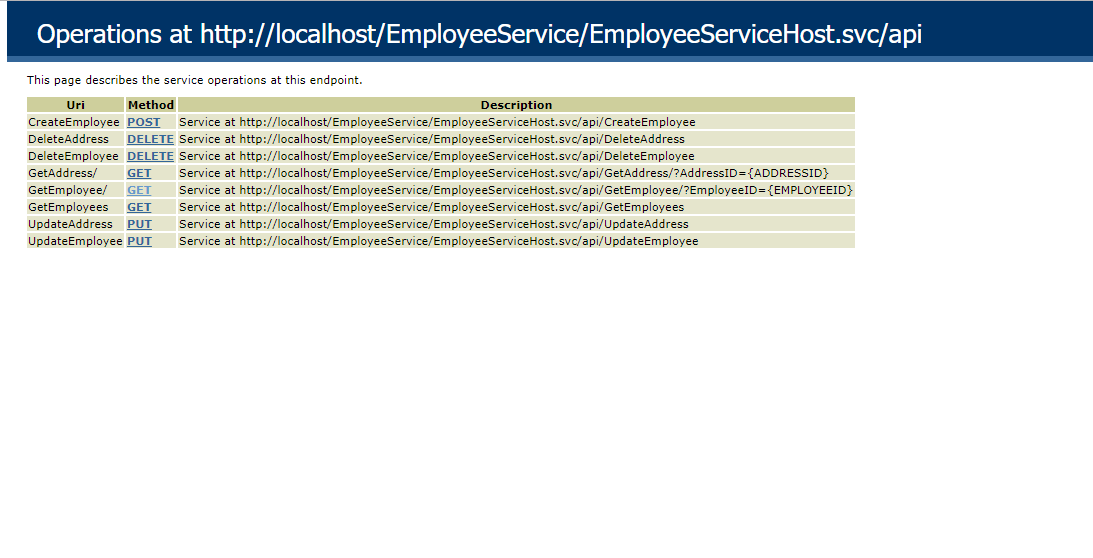 Operations at http://localhost/EmployeeService/EmployeeServiceHost.svc/api
This page describes the service operations at this endpoint.
Uri Method Description
CreateEmployee POST Service at http://localhost/EmployeeService/EmployeeServiceHost.svc/api/CreateEmployee
DeleteAddress DELETE Service at http://localhost/EmployeeService/EmployeeServiceHost.svc/api/DeleteAddress
DeleteEmployee DELETE Service at http://localhost/EmployeeService/EmployeeServiceHost.svc/api/DeleteEmployee
GetAddress/ GET Service at http://localhost/EmployeeService/EmployeeServiceHost.svc/api/GetAddress/?AddressID={ADDRESSID}
GetEmployee/ GET Service at http://localhost/EmployeeService/EmployeeServiceHost.svc/api/GetEmployee/?EmployeeID={EMPLOYEEID}
GetEmployees GET Service at http://localhost/EmployeeService/EmployeeServiceHost.svc/api/GetEmployees
UpdateAddress PUT Service at http://localhost/EmployeeService/EmployeeServiceHost.svc/api/UpdateAddress
UpdateEmployee PUT Service at http://localhost/EmployeeService/EmployeeServiceHost.svc/api/UpdateEmployee